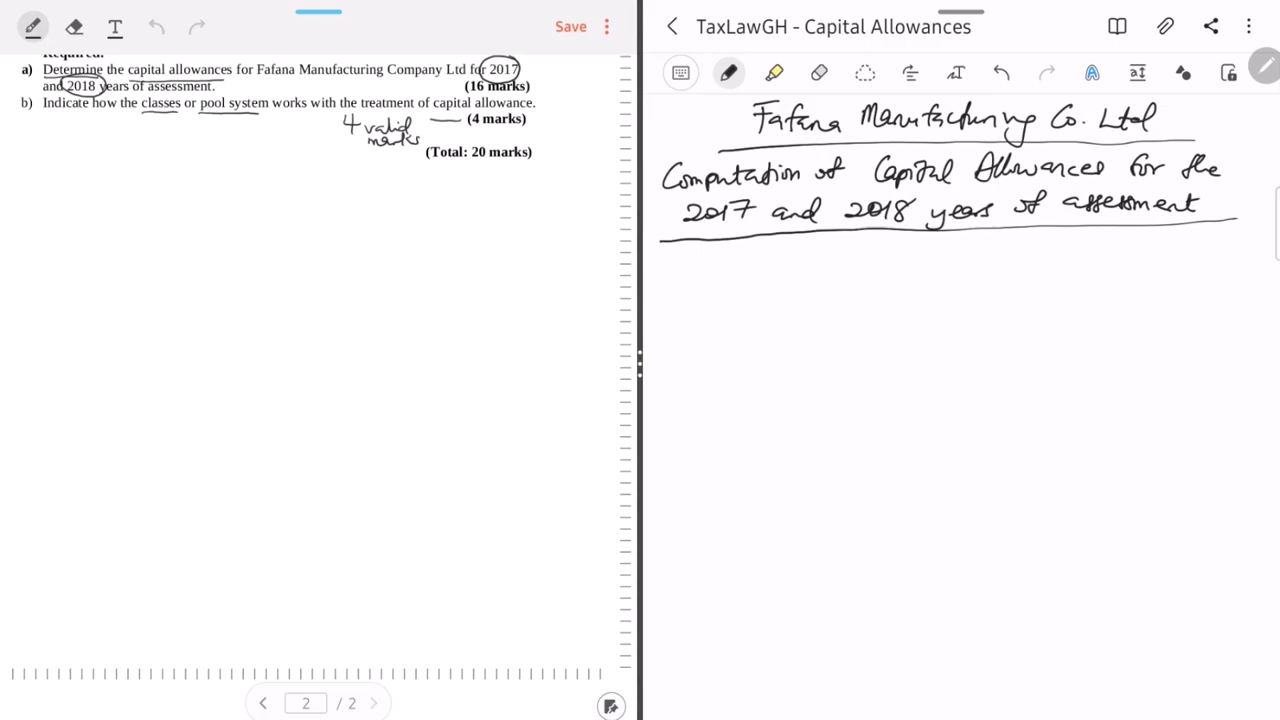 Save
Required:
a) Determine the capital allowances for Fafana Manufacturing Company Ltd for 2017
and 2018 years of assessment. (16 marks)
b) Indicate how the classes or pool system works with the treatment of capital allowance.
(4 marks)
4 valid
marks
(Total: 20 marks)
2 / 2
TaxLawGH - Capital Allowances
Fafana Manufacturing Co. Ltd
Computation of Capital Allowances for the
2017 and 2018 years of assessment